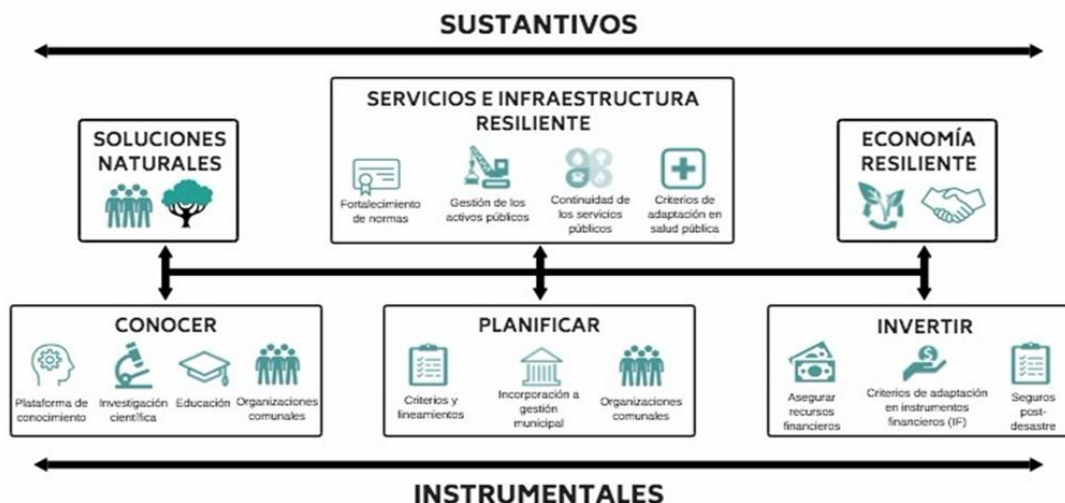 SUSTANTIVOS
SOLUCIONES
NATURALES
SERVICIOS E INFRAESTRUCTURA
RESILIENTE
Fortalecimiento
de normas
Gestión de los
activos públicos
Continuidad de
los servicios
públicos
Criterios de
adaptación en
salud pública
ECONOMÍA
RESILIENTE
CONOCER
Plataforma de
conocimiento
Investigación
científica
Educación
Organizaciones
comunales
PLANIFICAR
Criterios y
lineamientos
Incorporación a
gestión
municipal
Organizaciones
comunales
INVERTIR
Asegurar
recursos
financieros
Criterios de adaptación
en instrumentos
financieros (IF)
Seguros
post-
desastre
INSTRUMENTALES